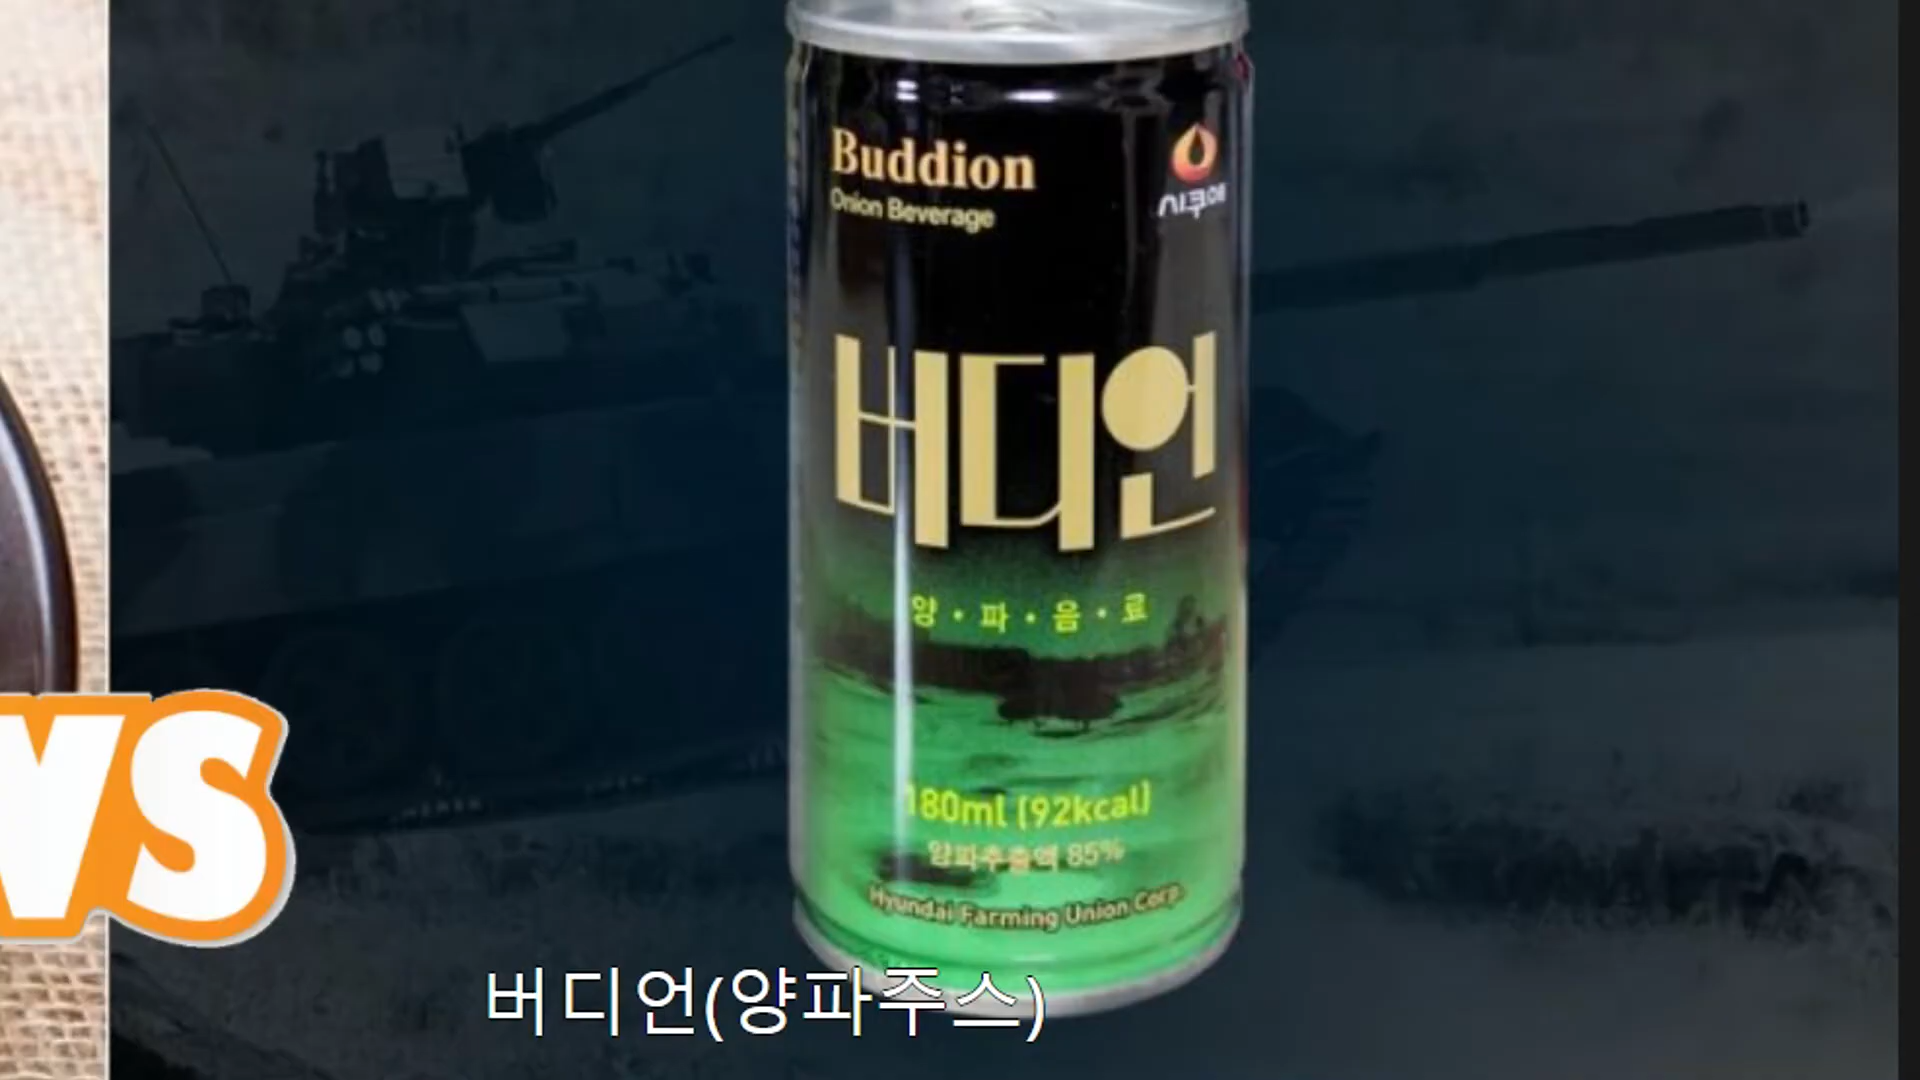 Buddion
Onion Beverage
시쿠에
버디언
양·파·음·료
180ml (92kcal)
양파추출액 85%
Hyundai Farming Union Corp.
VS
버디언(양파주스)